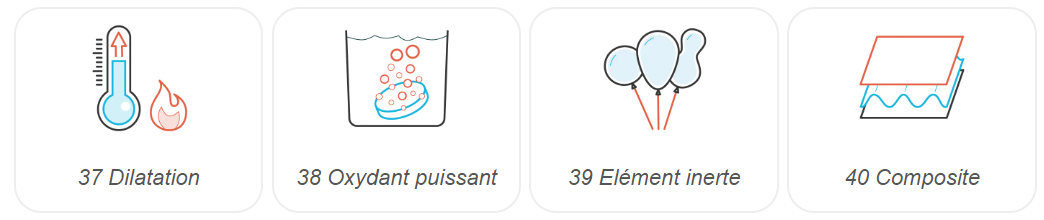 37 Dilatation
38 Oxydant puissant
39 Elément inerte
40 Composite